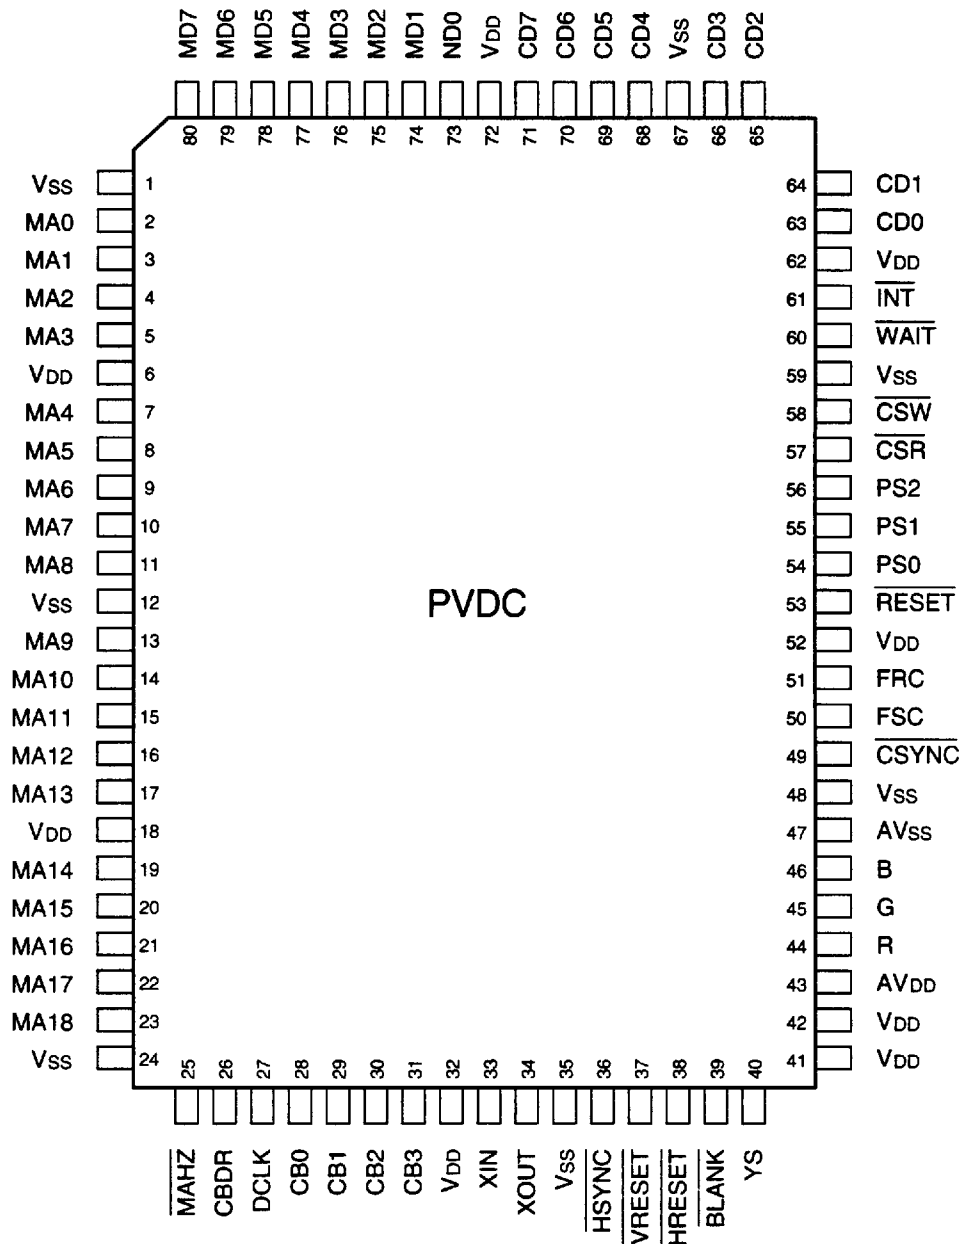 MD7 MD6 MD5 MD4 MD3 MD2 MD1 ND0 VDD CD7 CD6 CD5 CD4 VSS CD3 CD2
80 79 78 77 76 75 74 73 72 71 70 69 68 67 66 65
VSS 1 64 CD1
MA0 2 63 CD0
MA1 3 62 VDD
MA2 4 61 INT
MA3 5 60 WAIT
VDD 6 59 VSS
MA4 7 58 CSW
MA5 8 57 CSR
MA6 9 56 PS2
MA7 10 55 PS1
MA8 11 54 PS0
VSS 12 PVDC 53 RESET
MA9 13 52 VDD
MA10 14 51 FRC
MA11 15 50 FSC
MA12 16 49 CSYNC
MA13 17 48 VSS
VDD 18 47 AVSS
MA14 19 46 B
MA15 20 45 G
MA16 21 44 R
MA17 22 43 AVDD
MA18 23 42 VDD
VSS 24 41 VDD
25 26 27 28 29 30 31 32 33 34 35 36 37 38 39 40
MAHZ CBDR DCLK CB0 CB1 CB2 CB3 VDD XIN XOUT VSS HSYNC VRESET HRESET BLANK YS